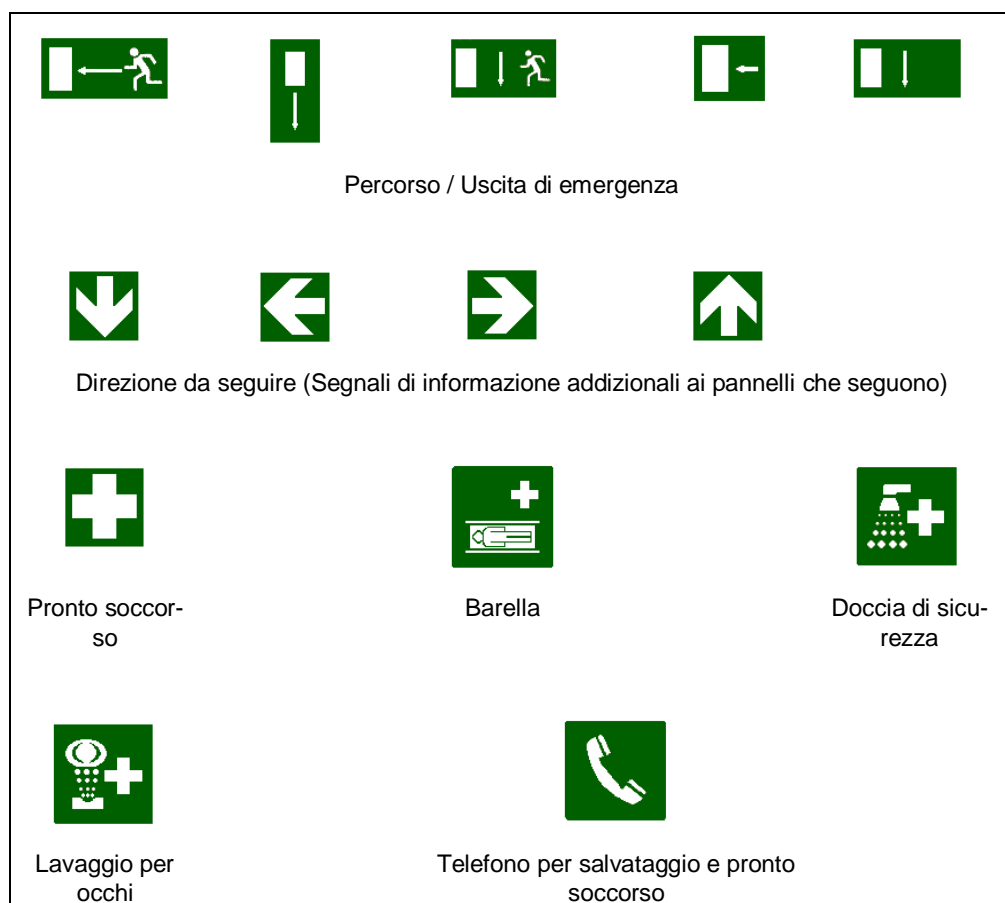 Percorso / Uscita di emergenza
Direzione da seguire (Segnali di informazione addizionali ai pannelli che seguono)
Pronto soccor-
so
Barella
Doccia di sicu-
rezza
Lavaggio per
occhi
Telefono per salvataggio e pronto
soccorso